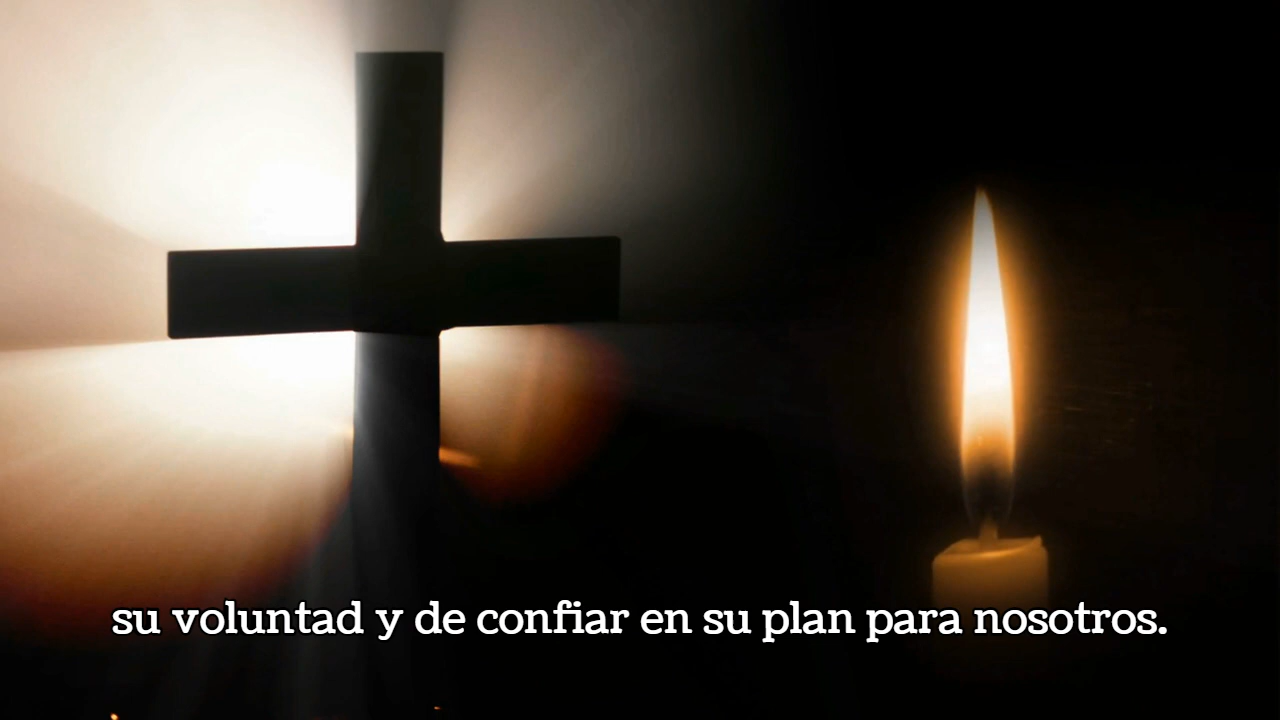 su voluntad y de confiar en su plan para nosotros.